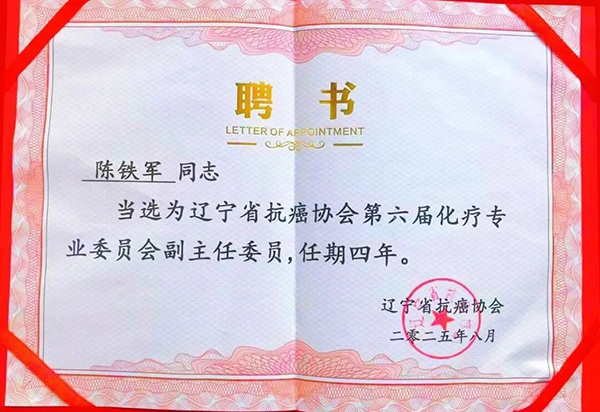 聘 书
LETTER OF APPOINTMENT
陈铁军 同志
当选为辽宁省抗癌协会第六届化疗专
业委员会副主任委员,任期四年。
辽宁省抗癌协会
二〇二五年八月